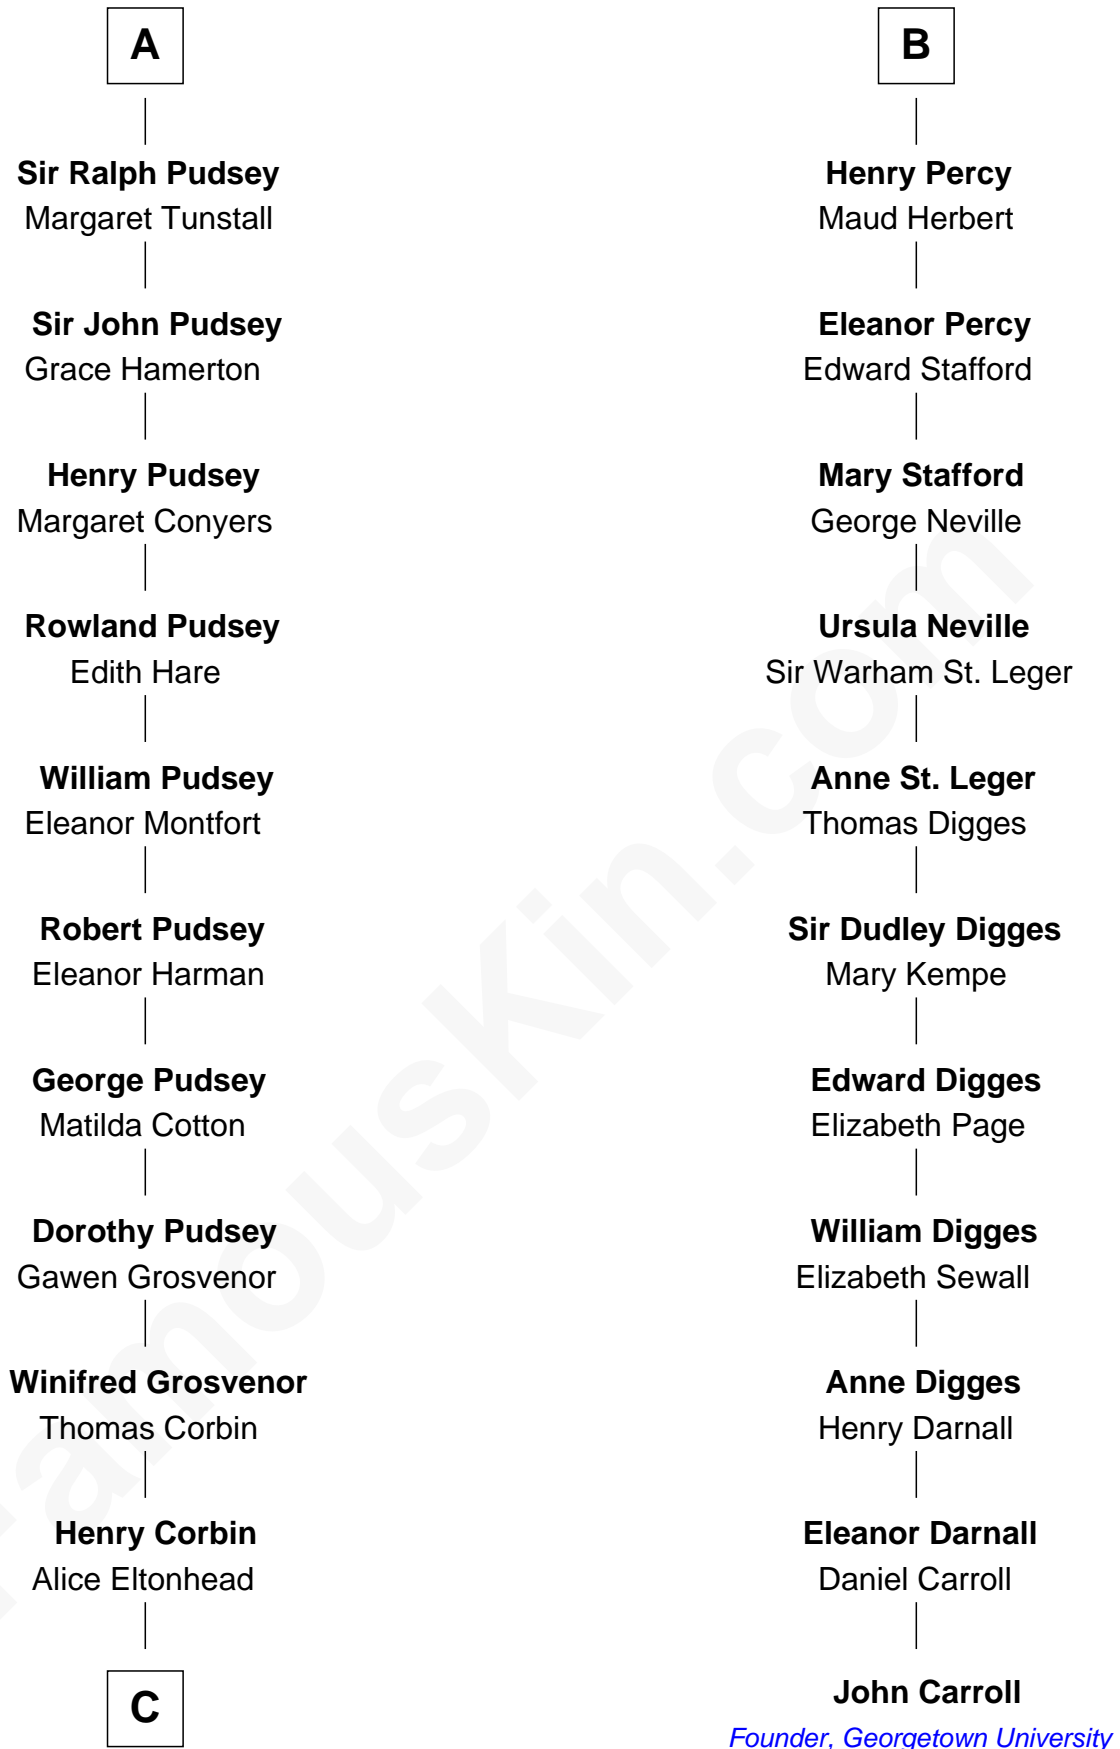 A
Sir Ralph Pudsey
Margaret Tunstall
Sir John Pudsey
Grace Hamerton
Henry Pudsey
Margaret Conyers
Rowland Pudsey
Edith Hare
William Pudsey
Eleanor Montfort
Robert Pudsey
Eleanor Harman
George Pudsey
Matilda Cotton
Dorothy Pudsey
Gawen Grosvenor
Winifred Grosvenor
Thomas Corbin
Henry Corbin
Alice Eltonhead
C
B
Henry Percy
Maud Herbert
Eleanor Percy
Edward Stafford
Mary Stafford
George Neville
Ursula Neville
Sir Warham St. Leger
Anne St. Leger
Thomas Digges
Sir Dudley Digges
Mary Kempe
Edward Digges
Elizabeth Page
William Digges
Elizabeth Sewall
Anne Digges
Henry Darnall
Eleanor Darnall
Daniel Carroll
John Carroll
Founder, Georgetown University
FamousKin.com